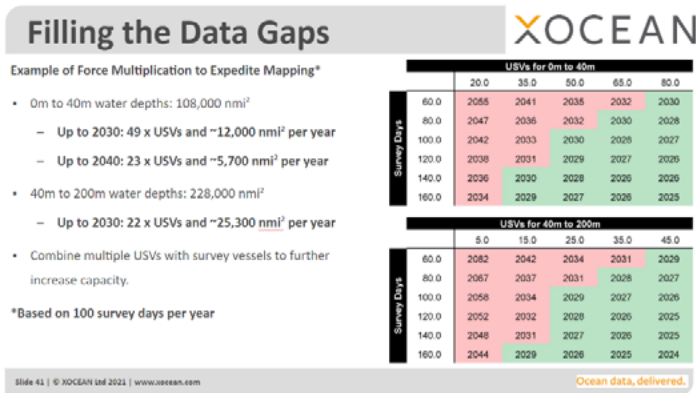 Filling the Data Gaps
XOCEAN
Example of Force Multiplication to Expedite Mapping*
• 0m to 40m water depths: 108,000 nmi²
– Up to 2030: 49 x USVs and ~12,000 nmi² per year
– Up to 2040: 23 x USVs and ~5,700 nmi² per year
• 40m to 200m water depths: 228,000 nmi²
– Up to 2030: 22 x USVs and ~25,300 nmi² per year
• Combine multiple USVs with survey vessels to further
increase capacity.
*Based on 100 survey days per year
USVs for 0m to 40m
20.0 35.0 50.0 65.0 80.0
Survey Days
60.0 2055 2041 2035 2032 2030
80.0 2047 2036 2032 2030 2028
100.0 2042 2033 2030 2028 2027
120.0 2038 2031 2029 2027 2026
140.0 2036 2030 2028 2026 2026
160.0 2034 2029 2027 2026 2025
USVs for 40m to 200m
5.0 15.0 25.0 35.0 45.0
Survey Days
60.0 2082 2042 2034 2031 2029
80.0 2067 2037 2031 2028 2027
100.0 2058 2034 2029 2027 2026
120.0 2052 2032 2028 2026 2025
140.0 2048 2031 2027 2026 2025
160.0 2044 2029 2026 2025 2024
Slide 41 | © XOCEAN Ltd 2021 | www.xocean.com
Ocean data, delivered.